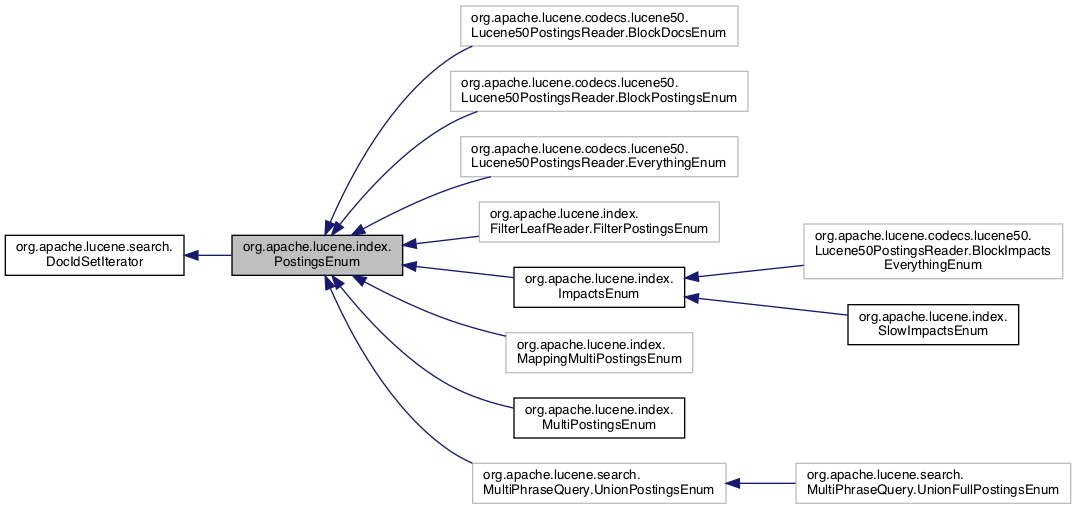 org.apache.lucene.codecs.lucene50.
Lucene50PostingsReader.BlockDocsEnum
org.apache.lucene.codecs.lucene50.
Lucene50PostingsReader.BlockPostingsEnum
org.apache.lucene.codecs.lucene50.
Lucene50PostingsReader.EverythingEnum
org.apache.lucene.index.
FilterLeafReader.FilterPostingsEnum
org.apache.lucene.search.
DocIdSetIterator
org.apache.lucene.index.
PostingsEnum
org.apache.lucene.index.
ImpactsEnum
org.apache.lucene.codecs.lucene50.
Lucene50PostingsReader.BlockImpacts
EverythingEnum
org.apache.lucene.index.
SlowImpactsEnum
org.apache.lucene.index.
MappingMultiPostingsEnum
org.apache.lucene.index.
MultiPostingsEnum
org.apache.lucene.search.
MultiPhraseQuery.UnionPostingsEnum
org.apache.lucene.search.
MultiPhraseQuery.UnionFullPostingsEnum